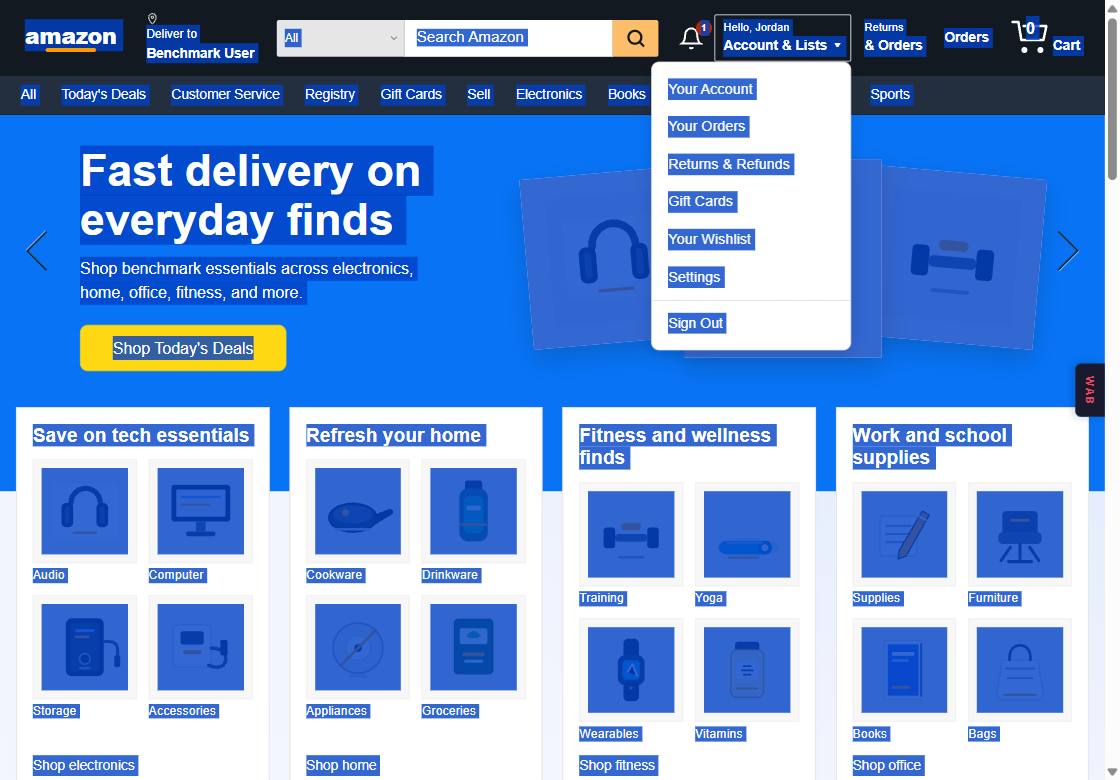 amazon
Deliver to
Benchmark User
All
Search Amazon
1
Hello, Jordan
Account & Lists
Returns
& Orders
Orders
0
Cart
All
Today's Deals
Customer Service
Registry
Gift Cards
Sell
Electronics
Books
Sports
Your Account
Your Orders
Returns & Refunds
Gift Cards
Your Wishlist
Settings
Sign Out
Fast delivery on
everyday finds
Shop benchmark essentials across electronics,
home, office, fitness, and more.
Shop Today's Deals
WAB
Save on tech essentials
Audio
Computer
Storage
Accessories
Shop electronics
Refresh your home
Cookware
Drinkware
Appliances
Groceries
Shop home
Fitness and wellness
finds
Training
Yoga
Wearables
Vitamins
Shop fitness
Work and school
supplies
Supplies
Furniture
Books
Bags
Shop office